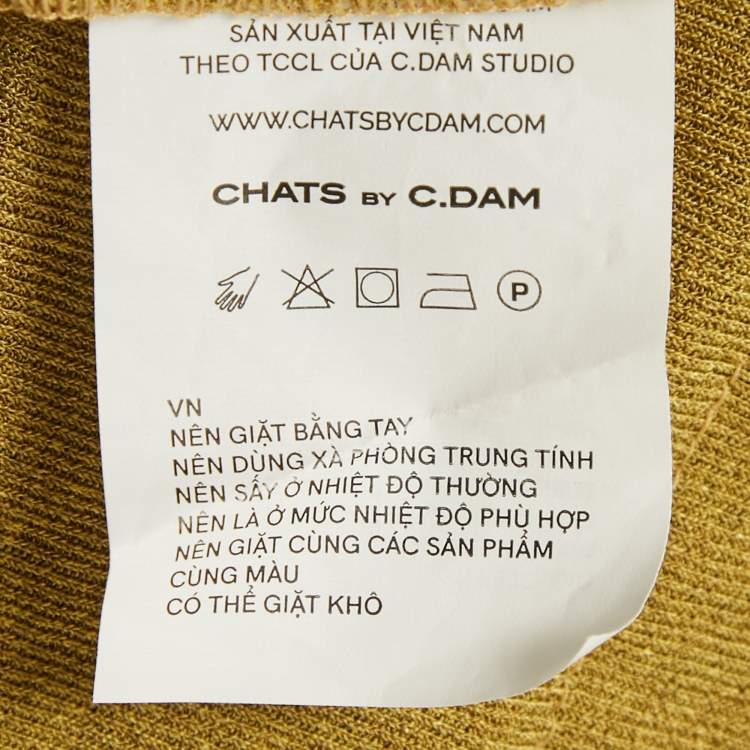 SẢN XUẤT TẠI VIỆT NAM
THEO TCCL CỦA C.DAM STUDIO
WWW.CHATSBYCDAM.COM
CHATS BY C.DAM
P
VN
NÊN GIẶT BẰNG TAY
NÊN DÙNG XÀ PHÒNG TRUNG TÍNH
NÊN SẤY Ở NHIỆT ĐỘ THƯỜNG
NÊN LÀ Ở MỨC NHIỆT ĐỘ PHÙ HỢP
NÊN GIẶT CÙNG CÁC SẢN PHẨM
CÙNG MÀU
CÓ THỂ GIẶT KHÔ